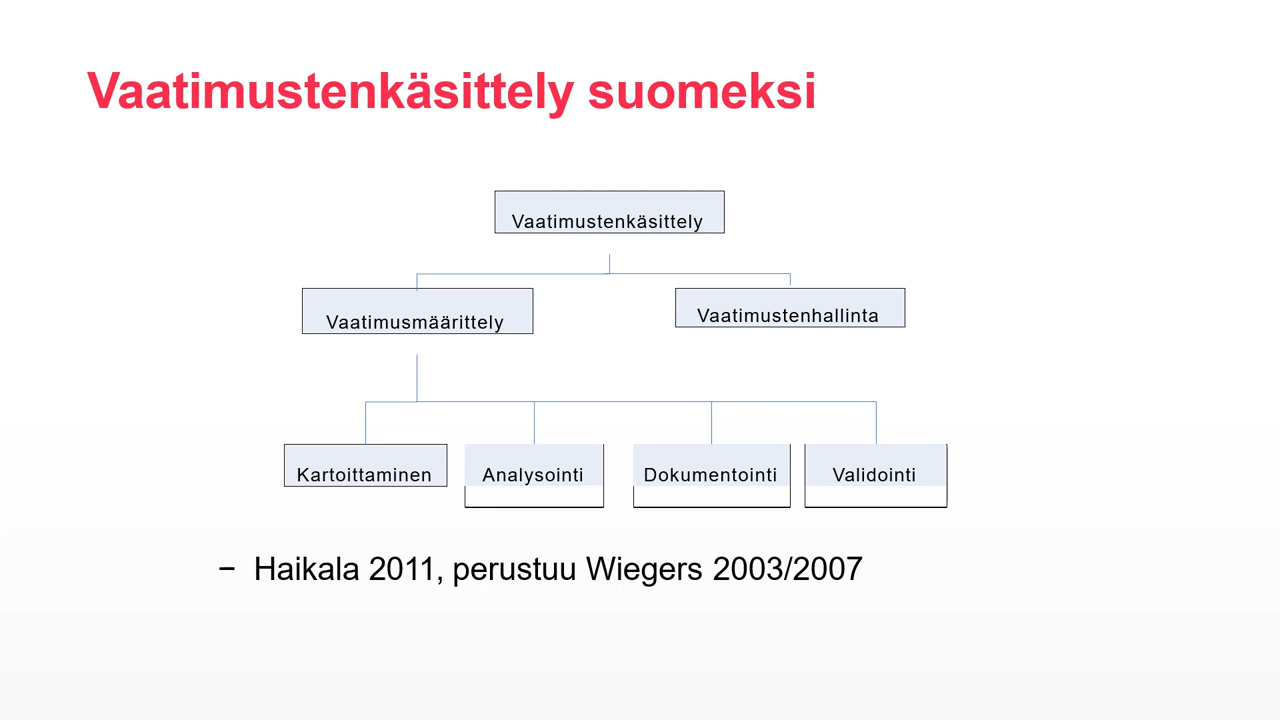 Vaatimustenkäsittely suomeksi
Vaatimustenkäsittely
Vaatimusmäärittely
Vaatimustenhallinta
Kartoittaminen
Analysointi
Dokumentointi
Validointi
− Haikala 2011, perustuu Wiegers 2003/2007